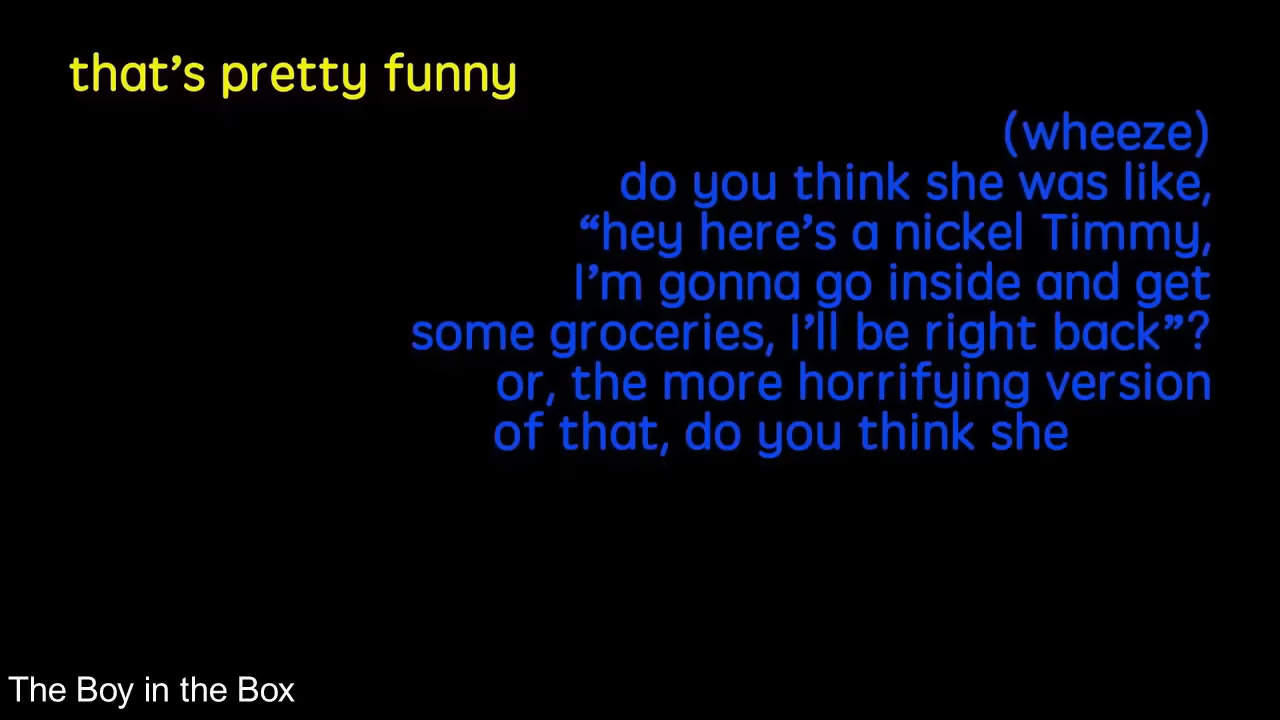 that’s pretty funny
(wheeze)
do you think she was like,
“hey here’s a nickel Timmy,
I’m gonna go inside and get
some groceries, I’ll be right back”?
or, the more horrifying version
of that, do you think she
The Boy in the Box